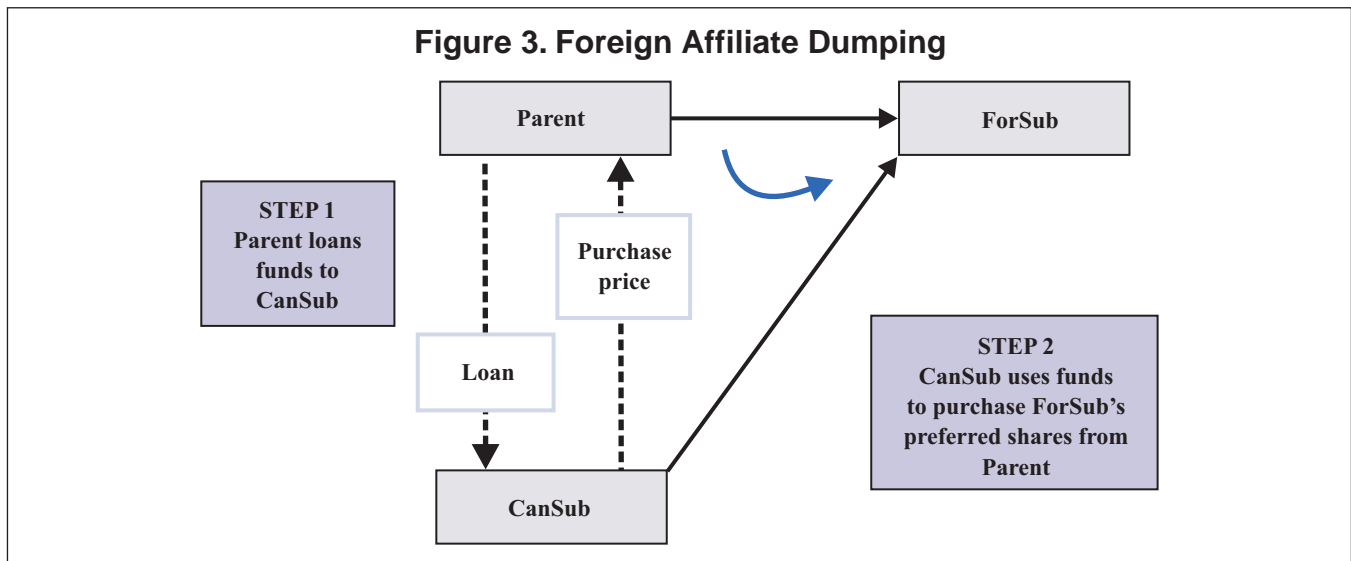 Figure 3. Foreign Affiliate Dumping
Parent
ForSub
STEP 1
Parent loans
funds to
CanSub
Purchase
price
Loan
STEP 2
CanSub uses funds
to purchase ForSub's
preferred shares from
Parent
CanSub